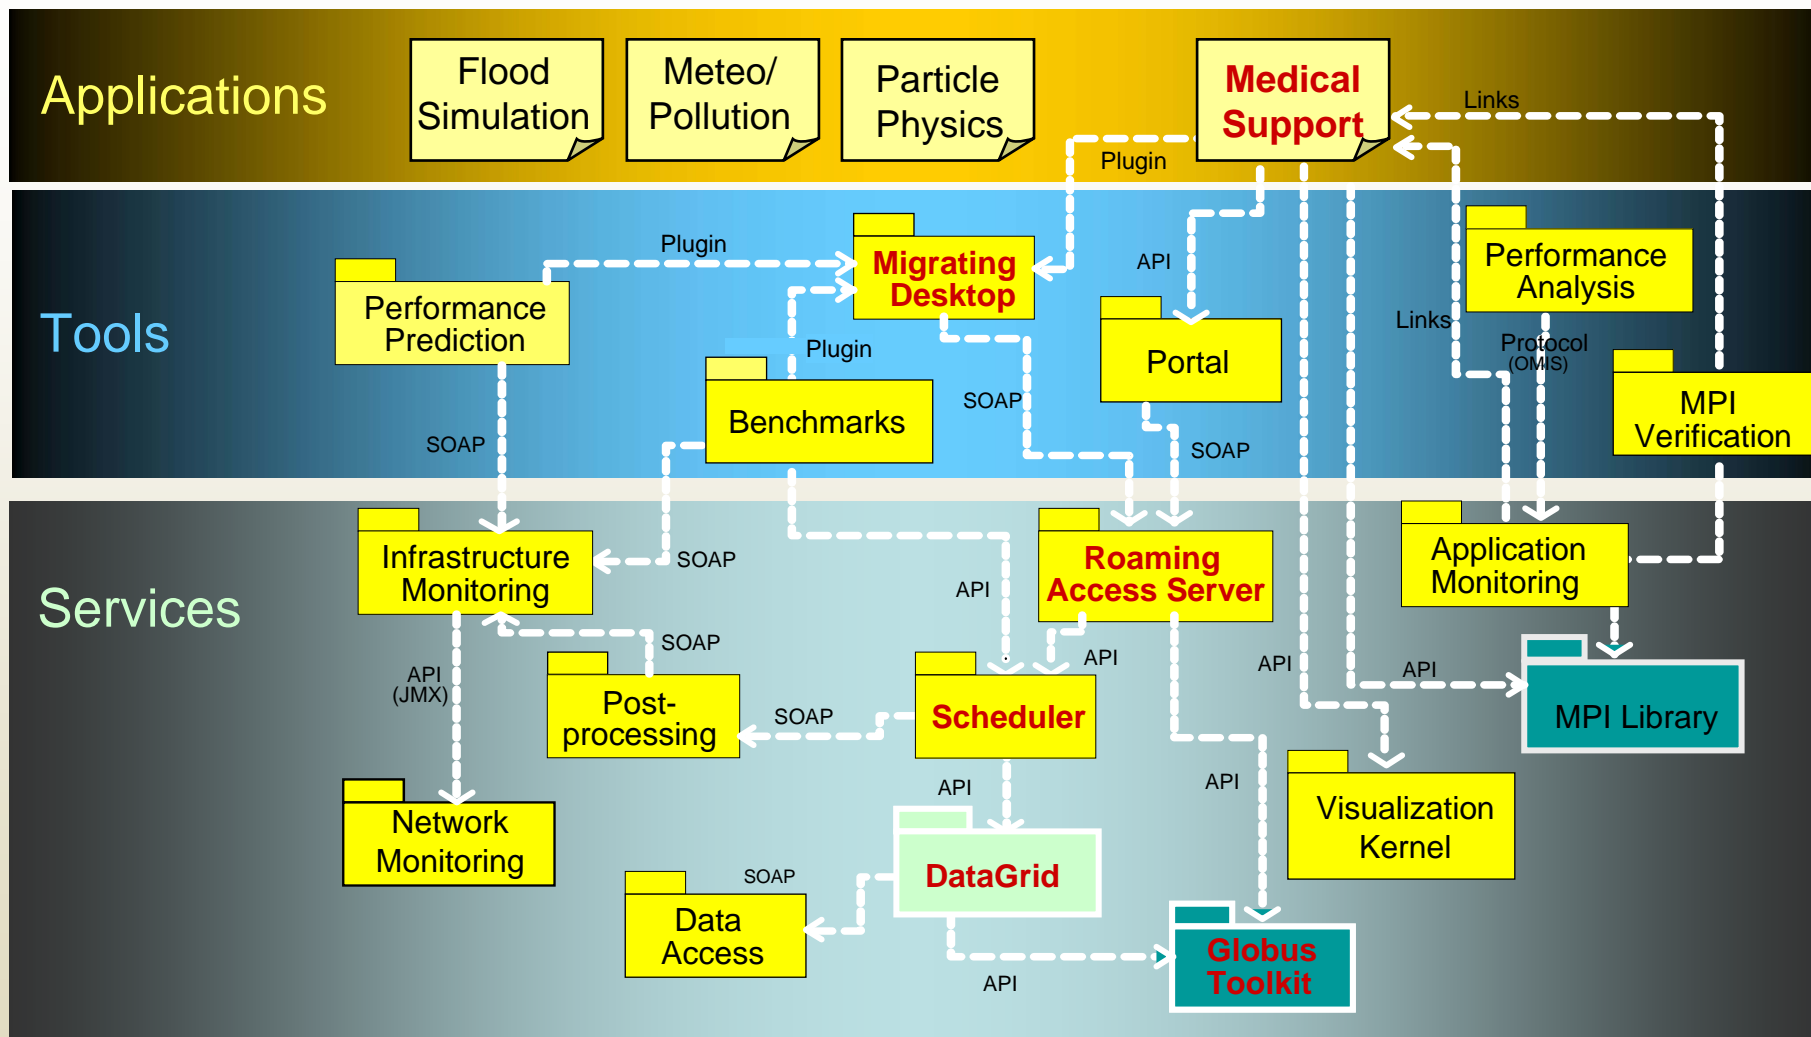 Applications
Flood
Simulation
Meteo/
Pollution
Particle
Physics
Medical
Support
Links
Plugin
Tools
Performance
Prediction
Plugin
Migrating
Desktop
Plugin
Benchmarks
API
Portal
Performance
Analysis
Links
Protocol
(OMIS)
MPI
Verification
SOAP
SOAP
SOAP
Services
Infrastructure
Monitoring
SOAP
API
Roaming
Access Server
Application
Monitoring
SOAP
API
(JMX)
Post-
processing
SOAP
Scheduler
API
API
API
MPI Library
Network
Monitoring
API
API
Visualization
Kernel
SOAP
DataGrid
Data
Access
API
Globus
Toolkit